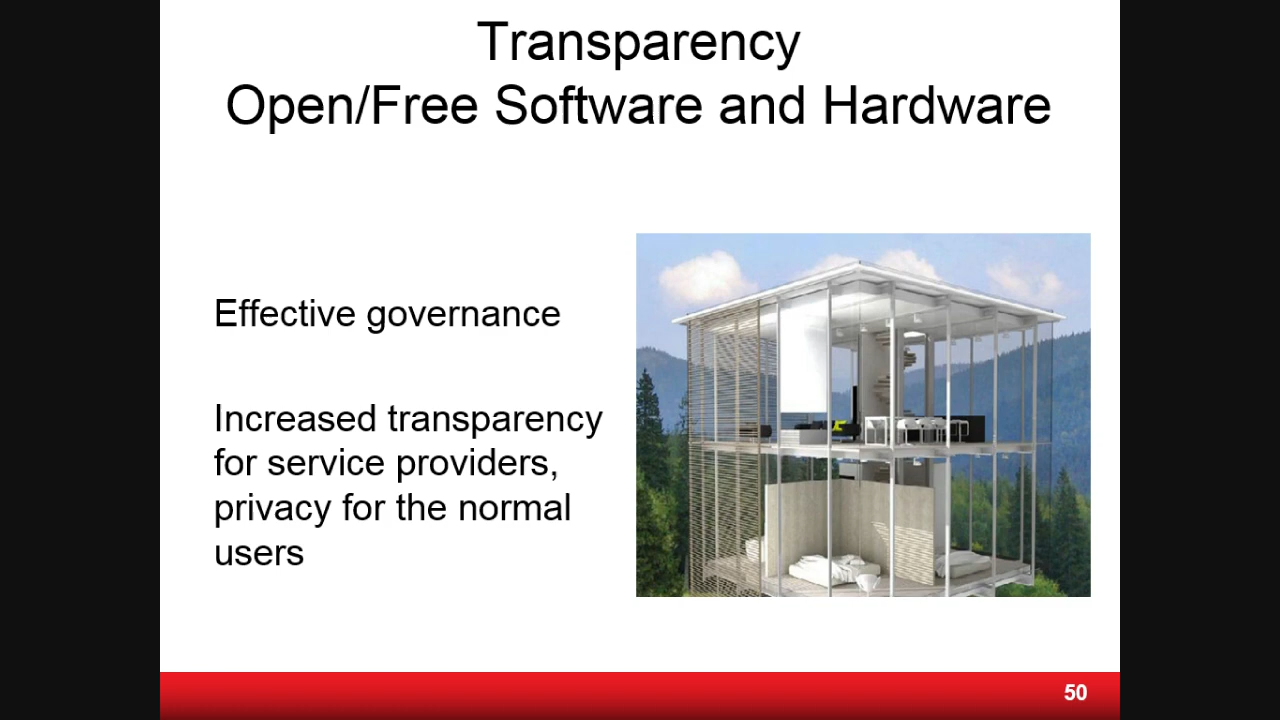 Transparency
Open/Free Software and Hardware
Effective governance
Increased transparency
for service providers,
privacy for the normal
users
50